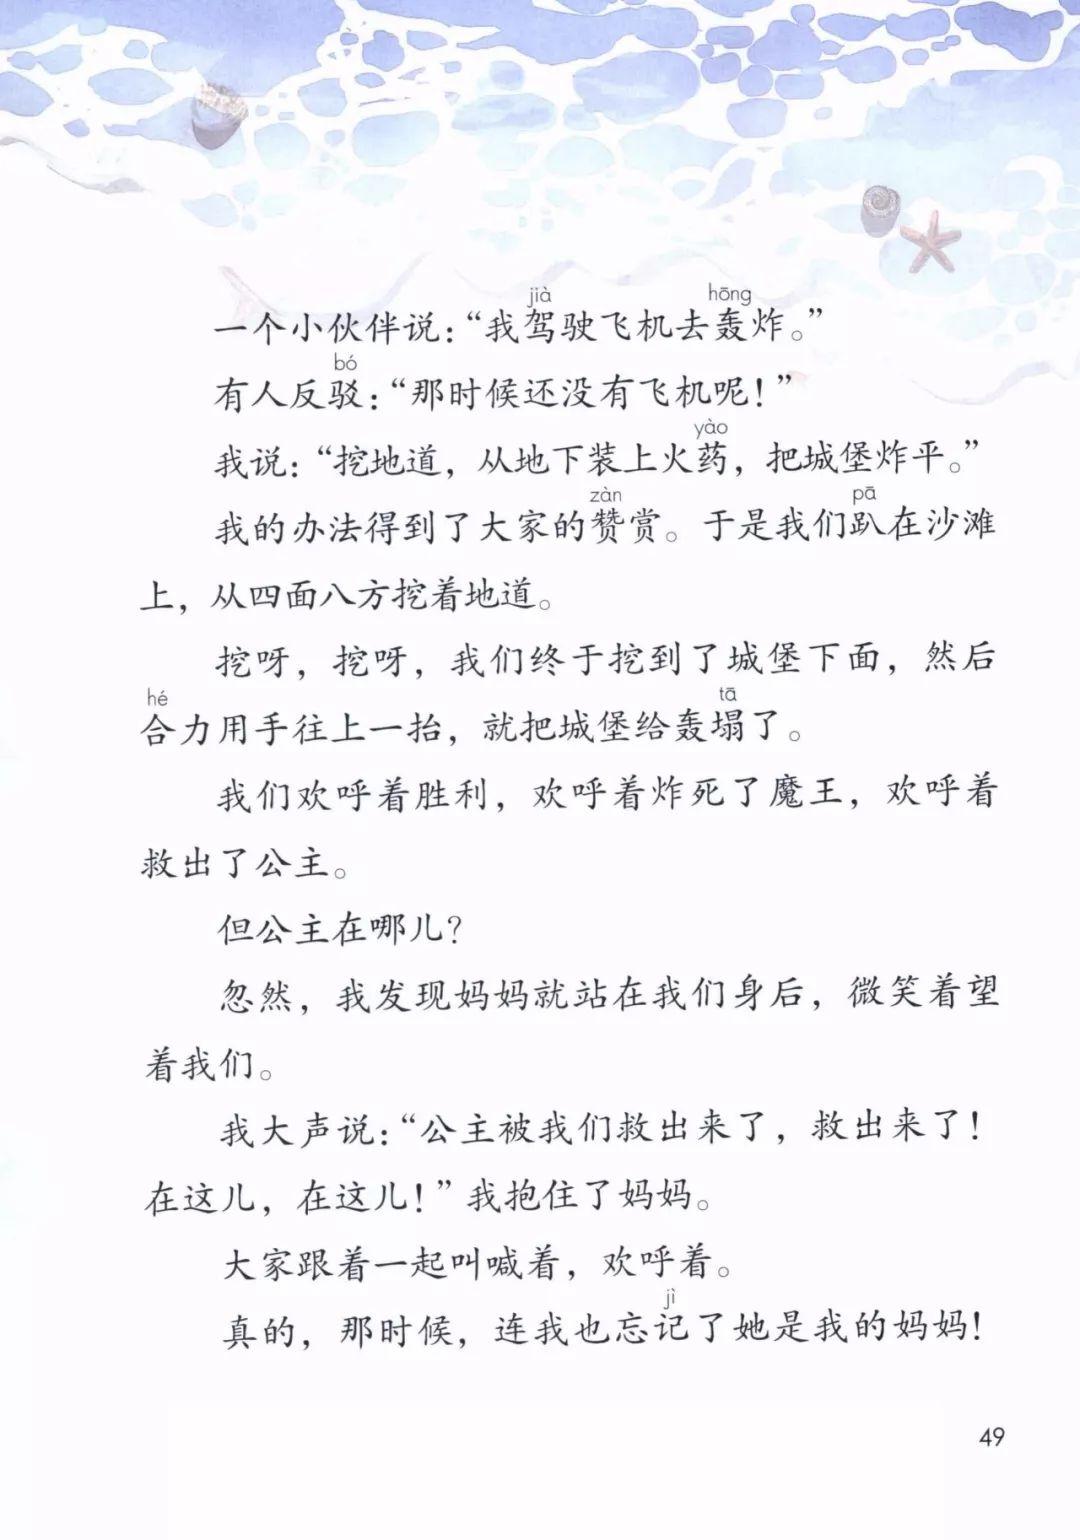 jià hōng
一个小伙伴说：“我驾驶飞机去轰炸。”
bó
有人反驳：“那时候还没有飞机呢！”
yào
我说：“挖地道，从地下装上火药，把城堡炸平。”
zàn pā
我的办法得到了大家的赞赏。于是我们趴在沙滩
上，从四面八方挖着地道。
挖呀，挖呀，我们终于挖到了城堡下面，然后
hé tā
合力用手往上一抬，就把城堡给轰塌了。
我们欢呼着胜利，欢呼着炸死了魔王，欢呼着
救出了公主。
但公主在哪儿？
忽然，我发现妈妈就站在我们身后，微笑着望
着我们。
我大声说：“公主被我们救出来了，救出来了！
在这儿，在这儿！”我抱住了妈妈。
大家跟着一起叫喊着，欢呼着。
jì
真的，那时候，连我也忘记了她是我的妈妈！
49